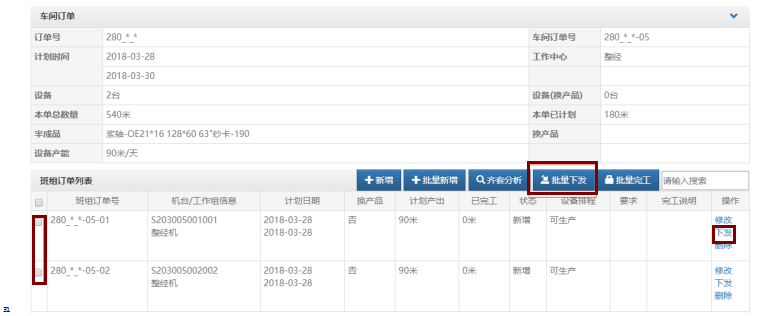 车间订单
订单号 280_*_* 车间订单号 280_*_*-05
计划时间 2018-03-28 工作中心 整经
2018-03-30
设备 2台 设备(换产品) 0台
本单总数量 540米 本单已计划 180米
半成品 浆轴-OE21*16 128*60 63"纱卡-190 换产品
设备产能 90米/天
班组订单列表 新增 批量新增 齐套分析 批量下发 批量完工 请输入搜索
班组订单号 机台/工作组信息 计划日期 换产品 计划产出 已完工 状态 设备排程 要求 完工说明 操作
280_*_*-05-01 S203005001001 2018-03-28 否 90米 0米 新增 可生产 修改
整经机 2018-03-28 下发
删除
280_*_*-05-02 S203005002002 2018-03-28 否 90米 0米 新增 可生产 修改
整经机 2018-03-28 下发
删除
31